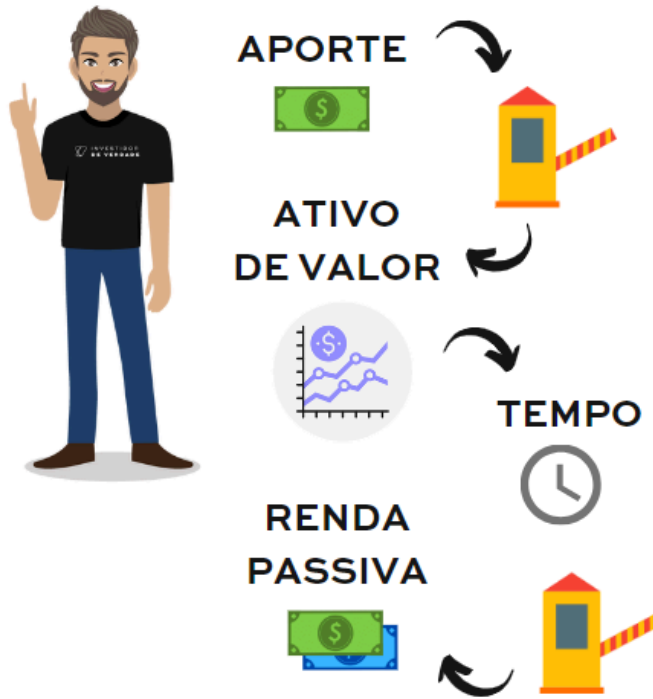 APORTE
INVESTIDOR
DE VERDADE
ATIVO
DE VALOR
TEMPO
RENDA
PASSIVA